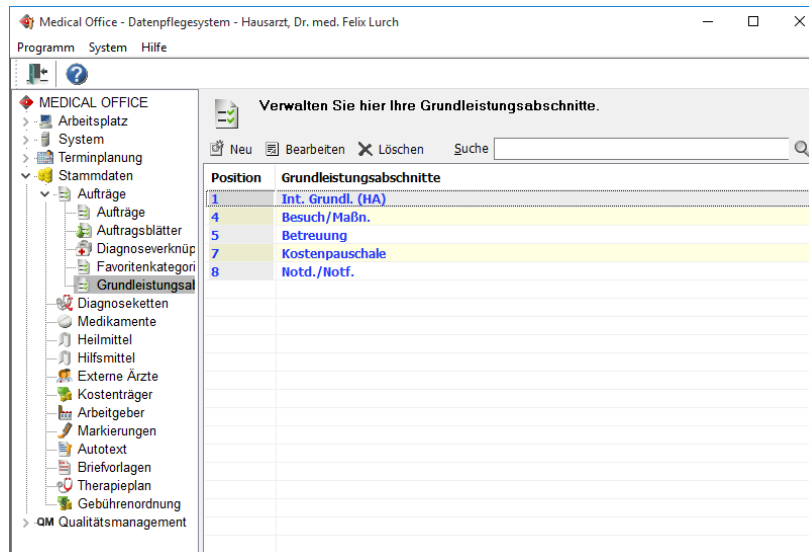 Medical Office - Datenpflegesystem - Hausarzt, Dr. med. Felix Lurch
Programm System Hilfe
MEDICAL OFFICE
Arbeitsplatz
System
Terminplanung
Stammdaten
Aufträge
Aufträge
Auftragsblätter
Diagnoseverknüp
Favoritenkategori
Grundleistungsal
Diagnoseketten
Medikamente
Heilmittel
Hilfsmittel
Externe Ärzte
Kostenträger
Arbeitgeber
Markierungen
Autotext
Briefvorlagen
Therapieplan
Gebührenordnung
QM Qualitätsmanagement
Verwalten Sie hier Ihre Grundleistungsabschnitte.
Neu Bearbeiten Löschen Suche
Position Grundleistungsabschnitte
1 Int. Grundl. (HA)
4 Besuch/Maßn.
5 Betreuung
7 Kostenpauschale
8 Notd./Notf.